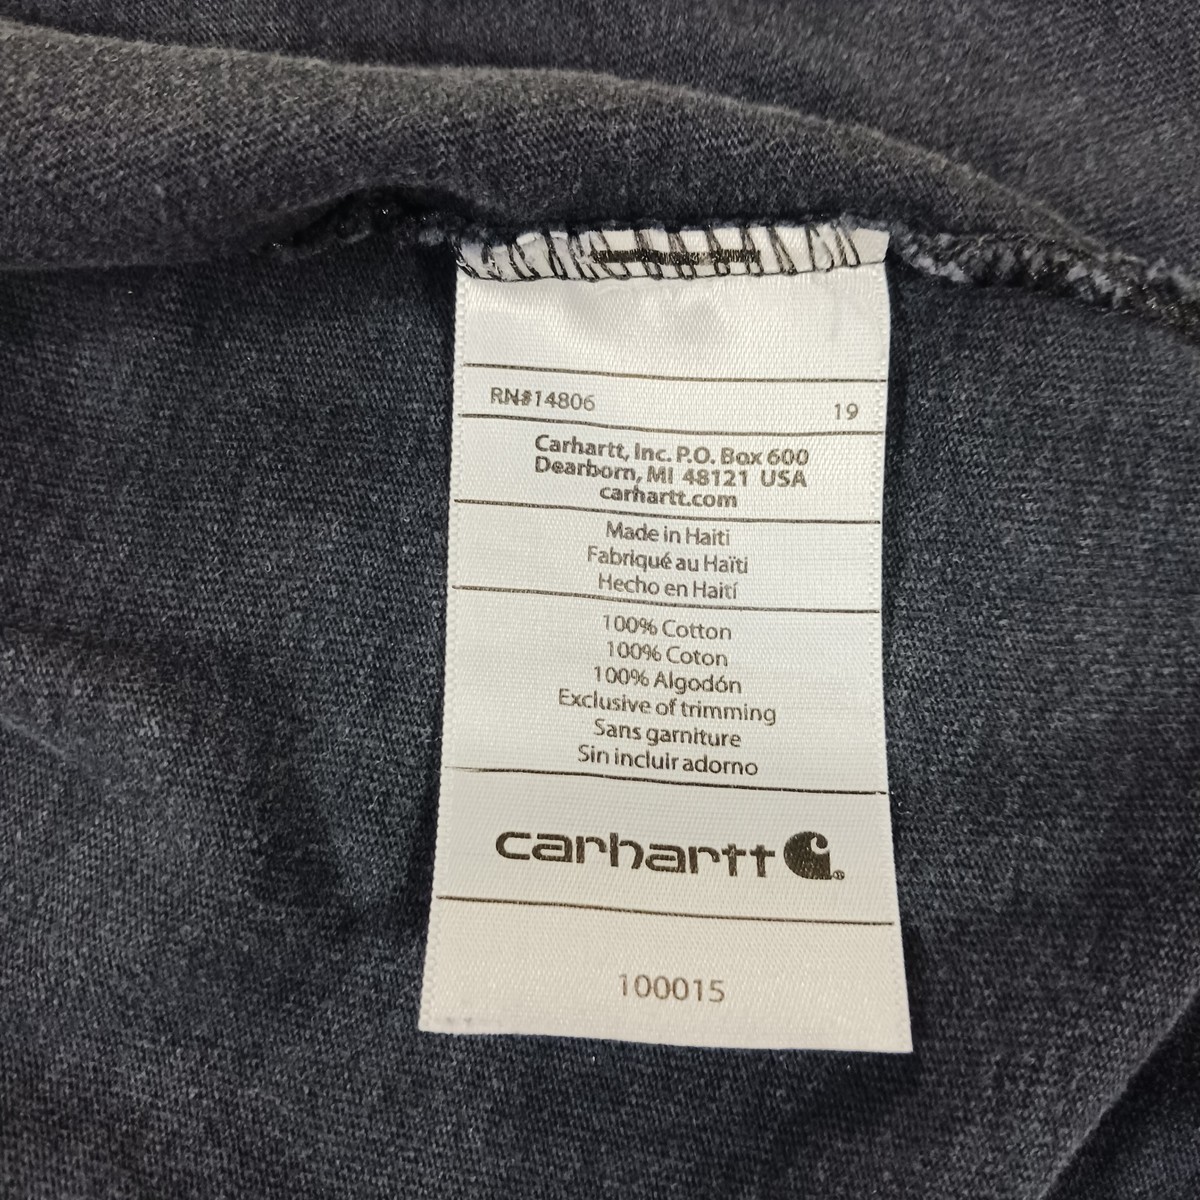 RN#14806 19
Carhartt, Inc. P.O. Box 600
Dearborn, MI 48121 USA
carhartt.com
Made in Haiti
Fabriqué au Haïti
Hecho en Haití
100% Cotton
100% Coton
100% Algodón
Exclusive of trimming
Sans garniture
Sin incluir adorno
carhartt ®
100015